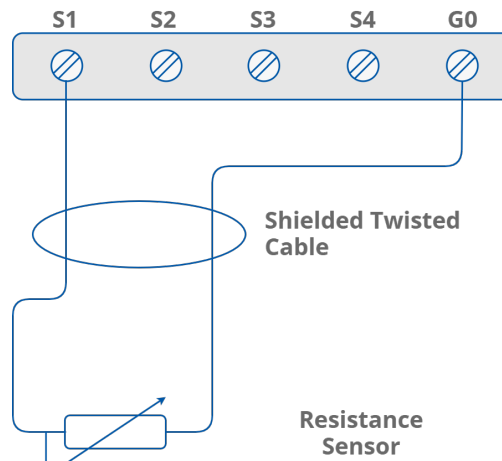 S1 S2 S3 S4 G0
Shielded Twisted
Cable
Resistance
Sensor